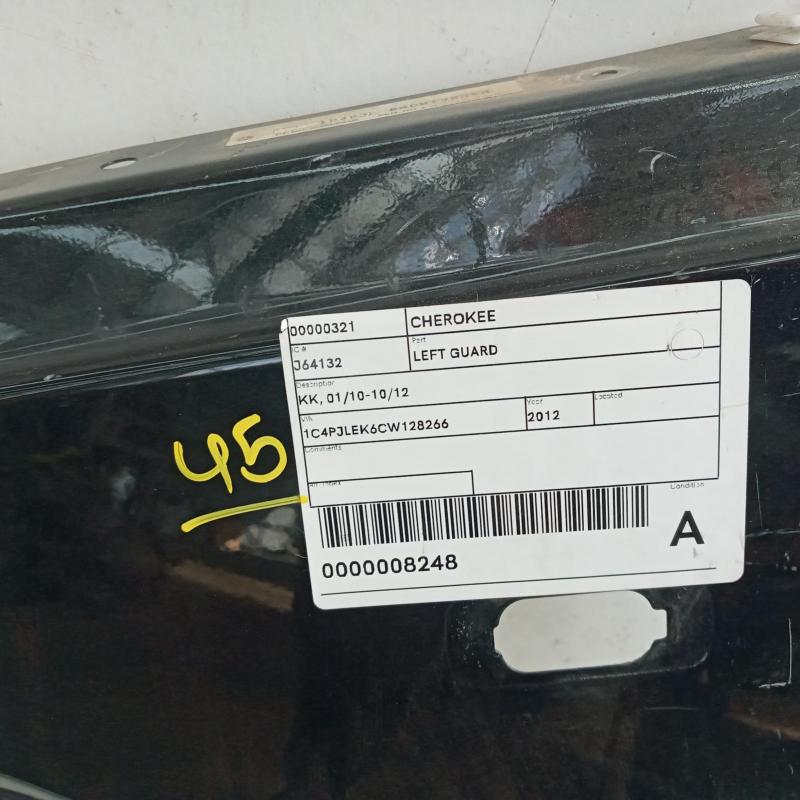 00000321
CHEROKEE
IC #
J64132
Part
LEFT GUARD
Description
KK, 01/10-10/12
VIN
1C4PJLEK6CW128266
Year
2012
Located
Comments
45
Condition
A
0000008248